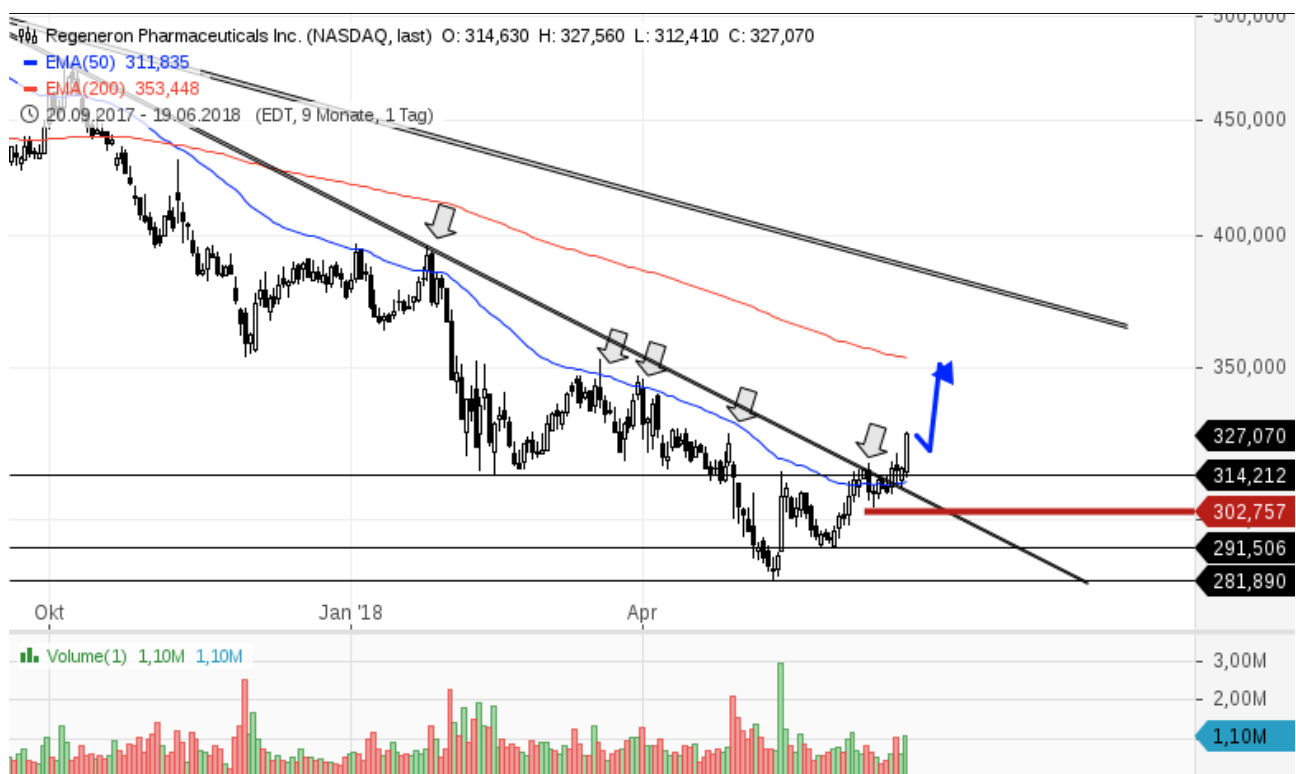 500,000
Regeneron Pharmaceuticals Inc. (NASDAQ, last) O: 314,630 H: 327,560 L: 312,410 C: 327,070
EMA(50) 311,835
EMA(200) 353,448
20.09.2017 - 19.06.2018 (EDT, 9 Monate, 1 Tag)
450,000
400,000
350,000
327,070
314,212
302,757
291,506
281,890
Okt Jan '18 Apr
Volume(1) 1,10M 1,10M
3,00M
2,00M
1,10M